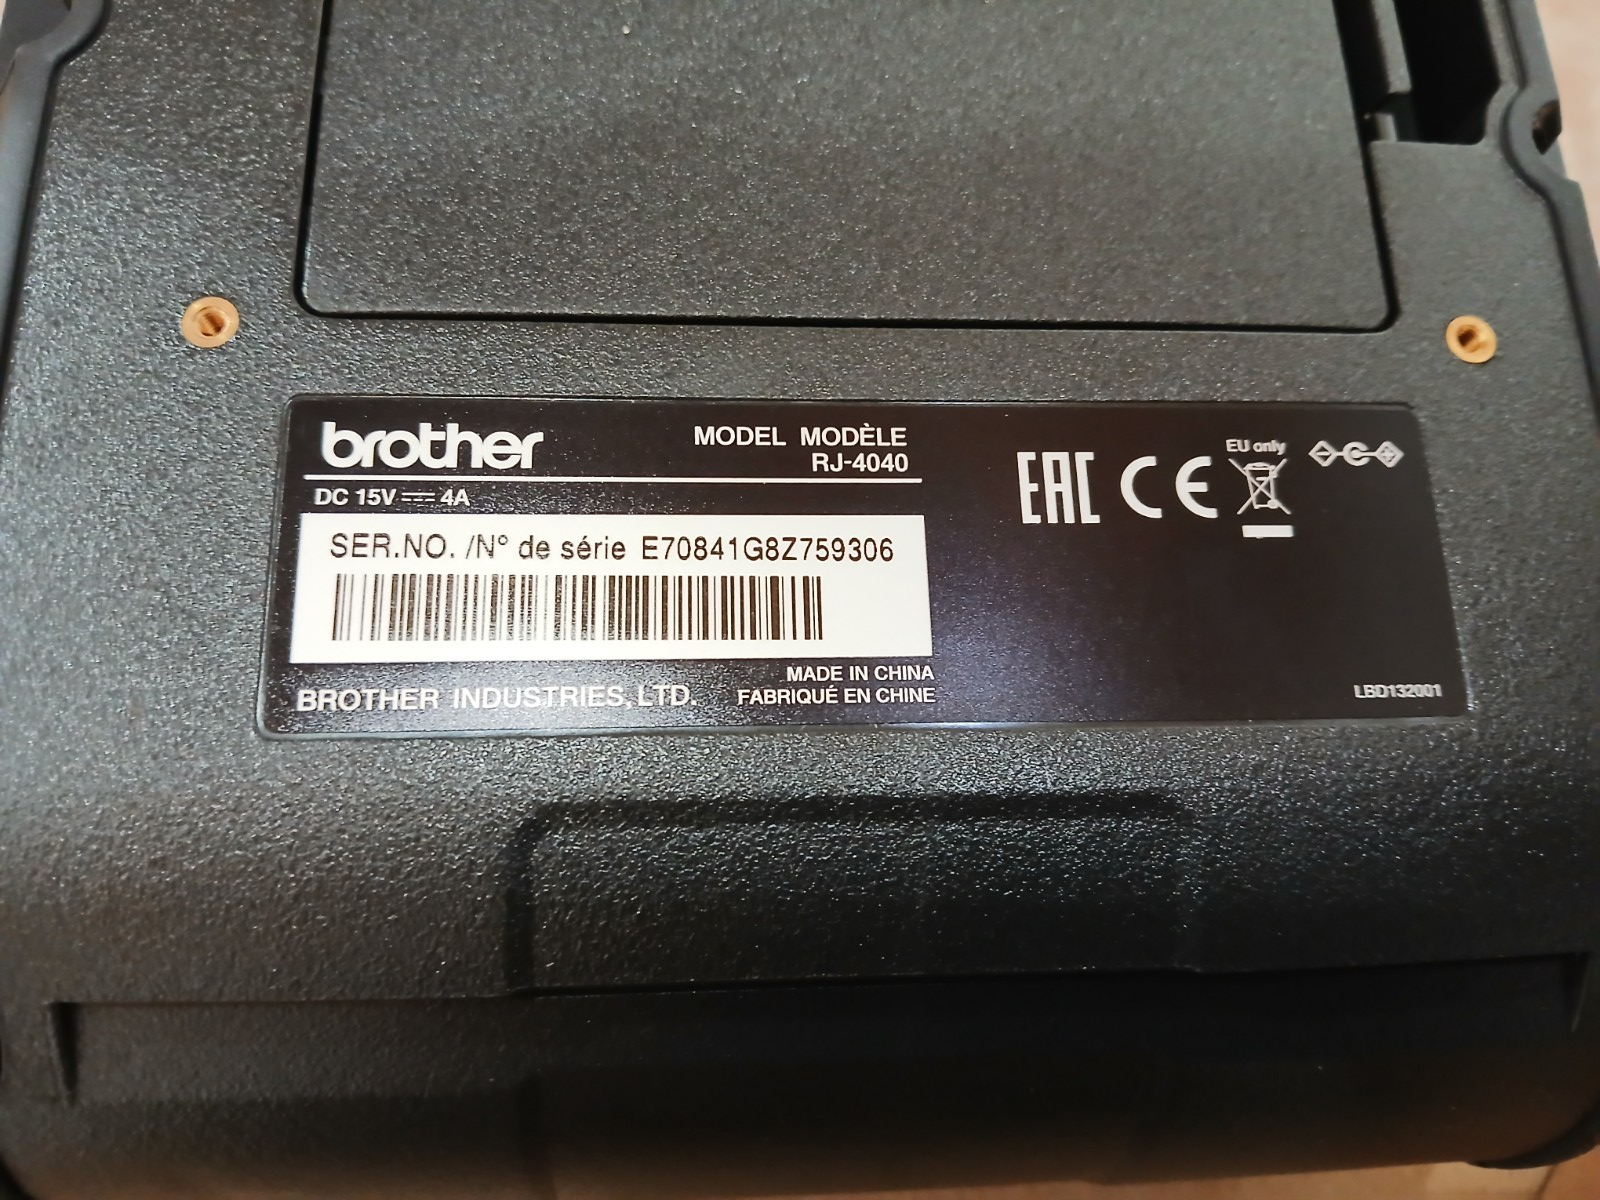 brother
MODEL MODÈLE
RJ-4040
DC 15V ⎓ 4A
SER.NO. /N° de série E70841G8Z759306
MADE IN CHINA
BROTHER INDUSTRIES, LTD. FABRIQUÉ EN CHINE
EAC CE
EU only
LBD132001